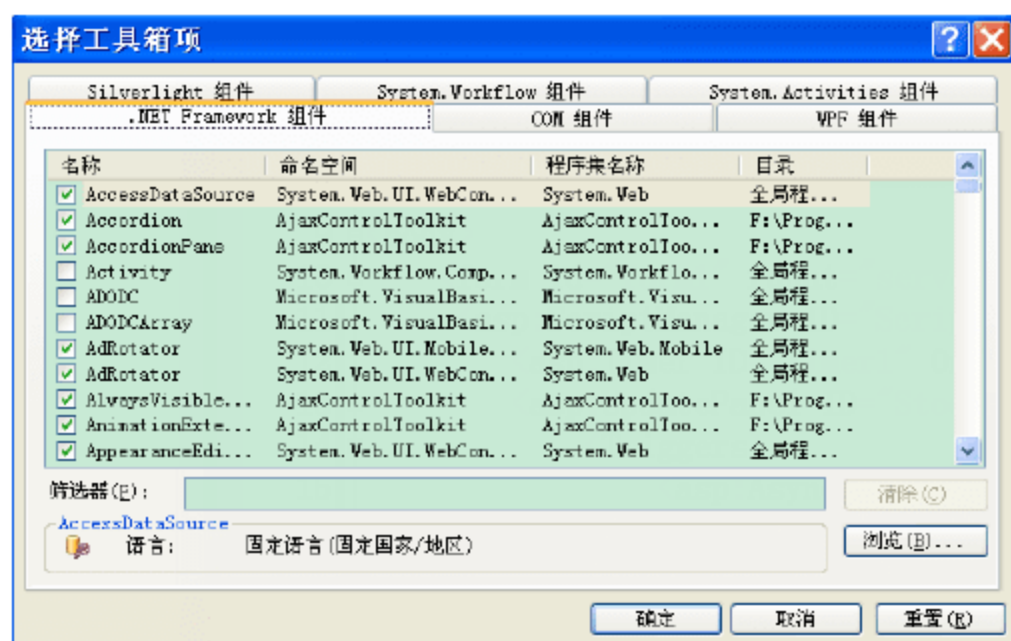 选择工具箱项
Silverlight 组件 System.Workflow 组件 System.Activities 组件
.NET Framework 组件 COM 组件 WPF 组件
名称 命名空间 程序集名称 目录
AccessDataSource System.Web.UI.WebCon... System.Web 全局程...
Accordion AjaxControlToolkit AjaxControlToo... F:\Prog...
AccordionPane AjaxControlToolkit AjaxControlToo... F:\Prog...
Activity System.Workflow.Comp... System.Workflo... 全局程...
ADODC Microsoft.VisualBasi... Microsoft.Visu... 全局程...
ADODCArray Microsoft.VisualBasi... Microsoft.Visu... 全局程...
AdRotator System.Web.UI.Mobile... System.Web.Mobile 全局程...
AdRotator System.Web.UI.WebCon... System.Web 全局程...
AlwaysVisible... AjaxControlToolkit AjaxControlToo... F:\Prog...
AnimationExte... AjaxControlToolkit AjaxControlToo... F:\Prog...
AppearanceEdi... System.Web.UI.WebCon... System.Web 全局程...
筛选器(F): 清除(C)
AccessDataSource
语言: 固定语言(固定国家/地区) 浏览(B)...
确定 取消 重置(R)